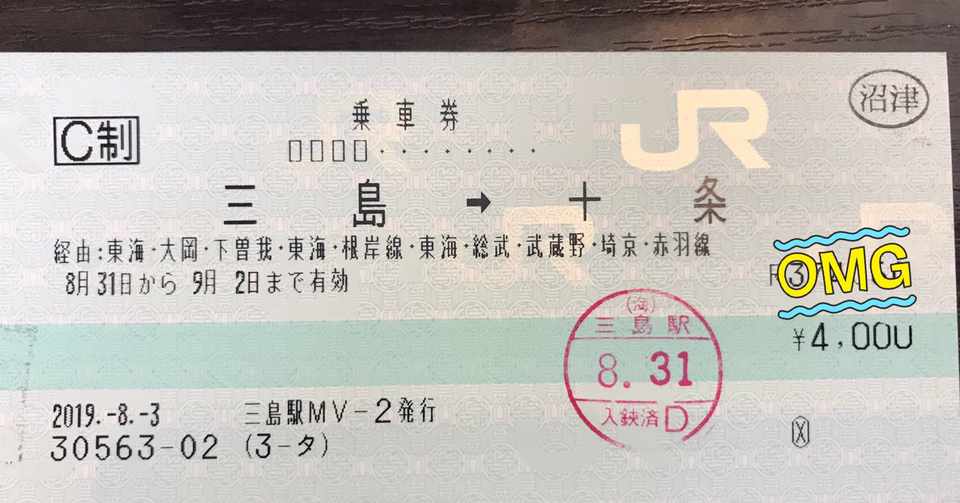 沼津
JR
乗車券
C制
□□□□・・・・・・・・
三島 → 十条
経由:東海・大岡・下曽我・東海・根岸線・東海・総武・武蔵野・埼京・赤羽線
8月31日から 9月 2日まで有効
OMG
¥4,000
(海)
三島駅
8.31
入鋏済D
2019.-8.-3 三島駅MV-2発行
30563-02 (3-タ)